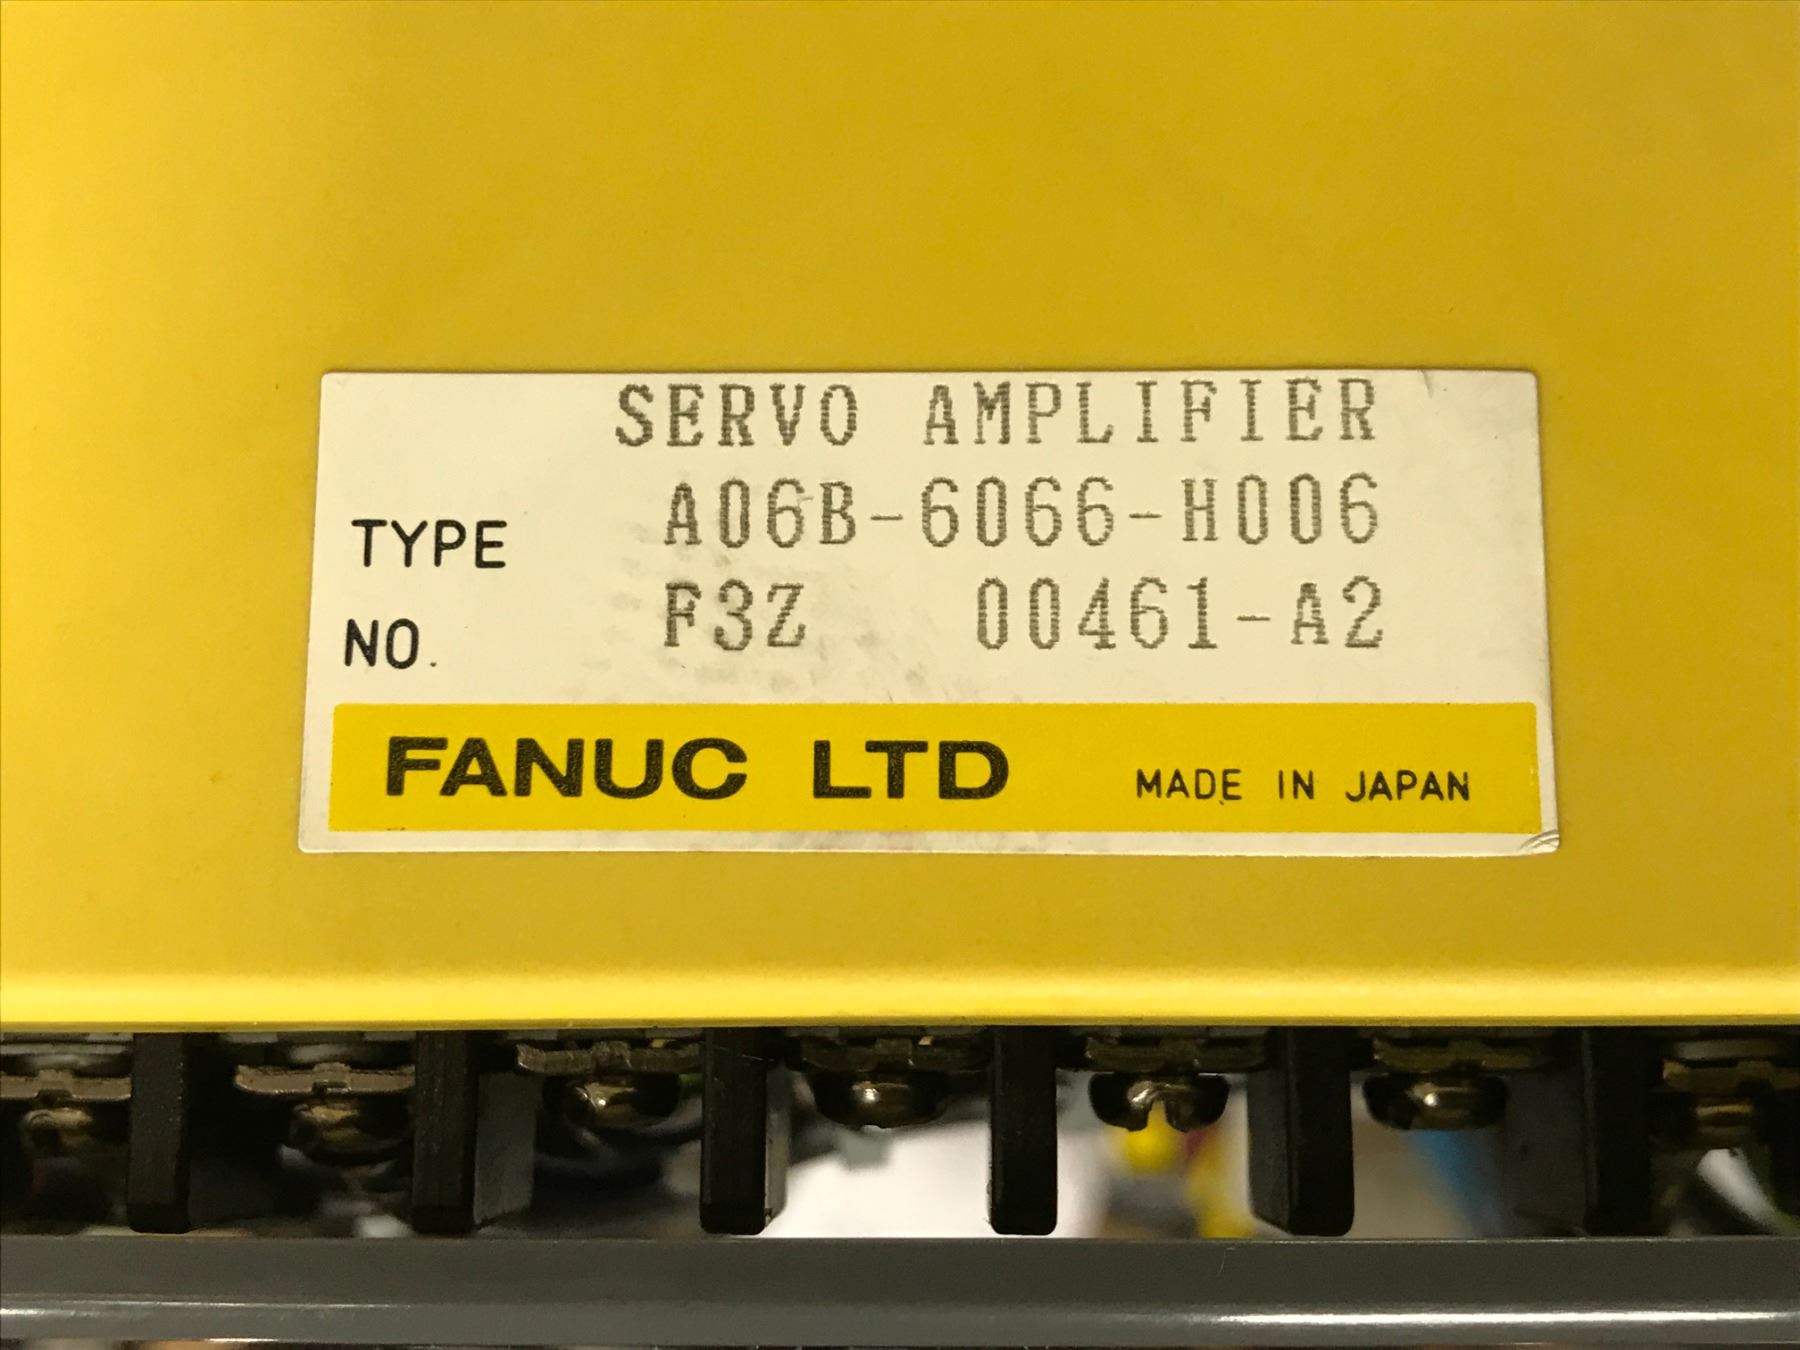 SERVO AMPLIFIER
TYPE A06B-6066-H006
NO. F3Z 00461-A2
FANUC LTD MADE IN JAPAN